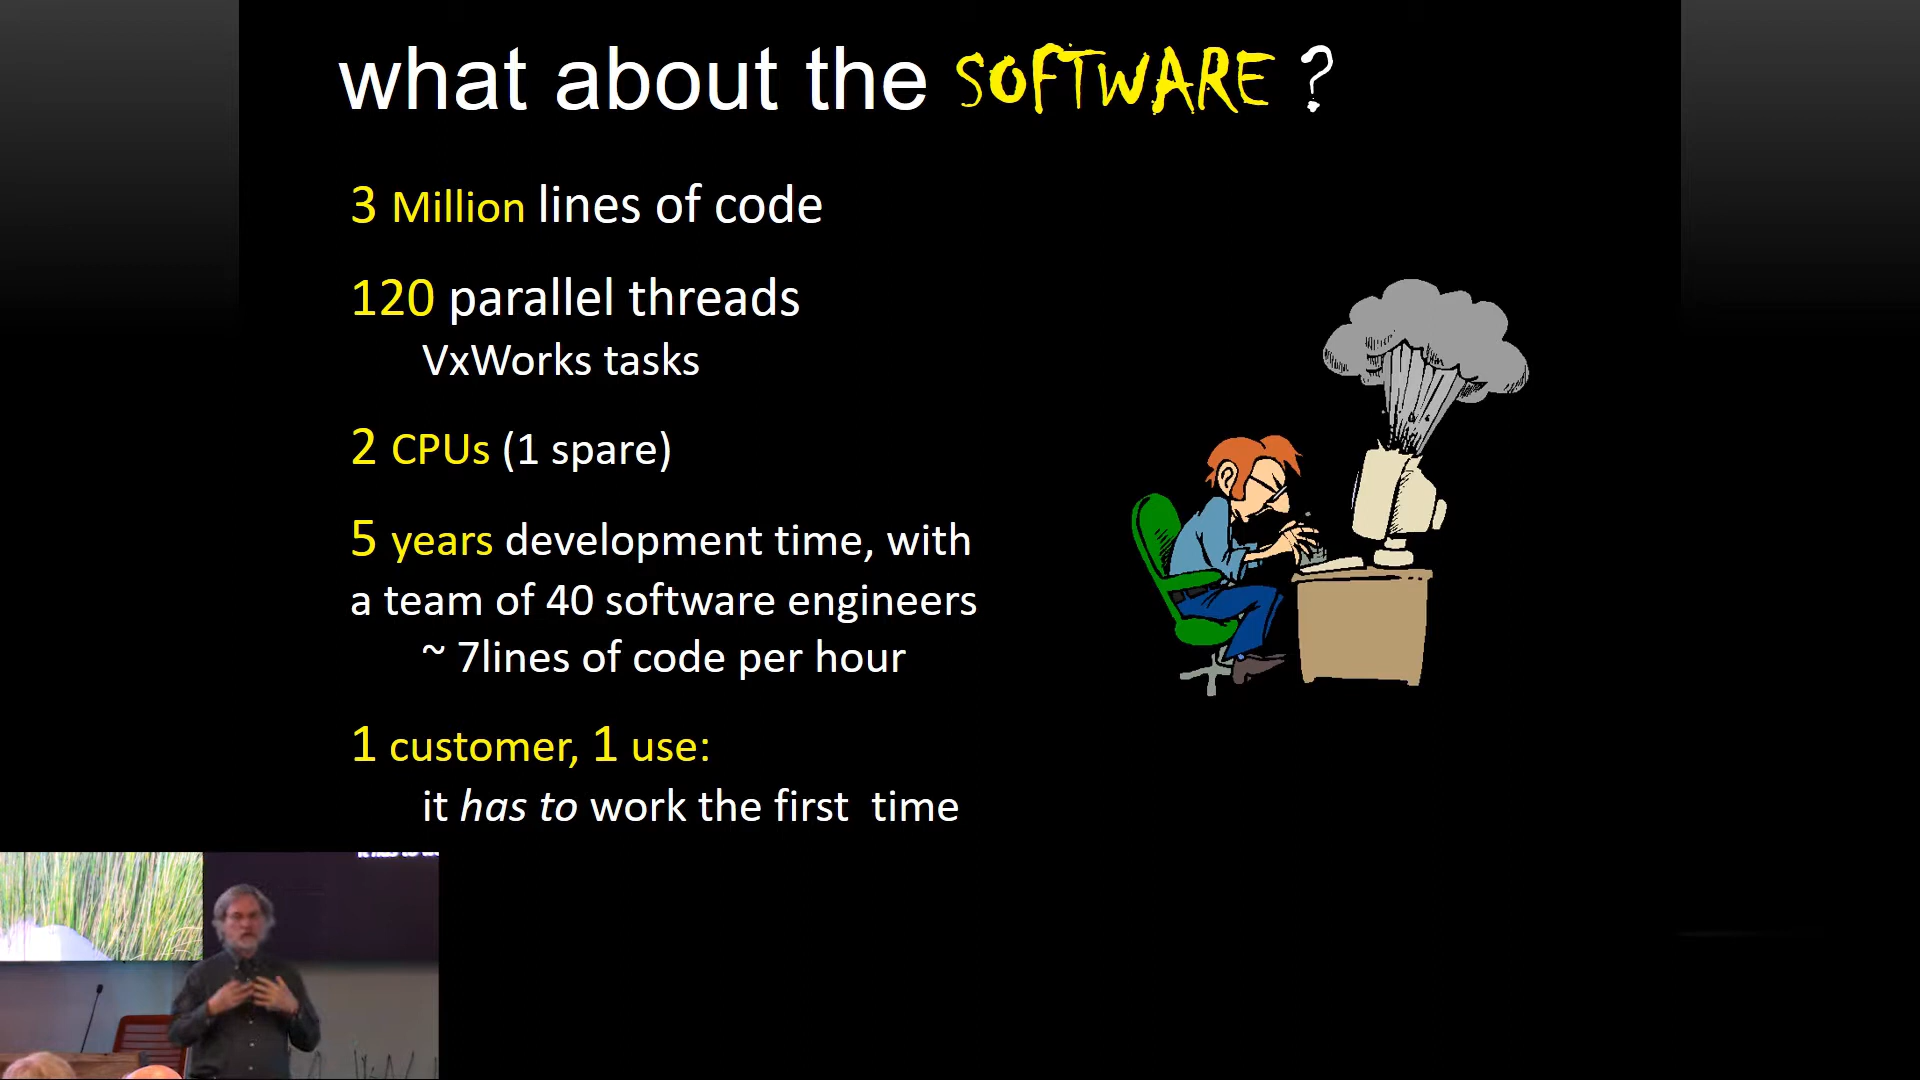 what about the SOFTWARE ?
3 Million lines of code
120 parallel threads
VxWorks tasks
2 CPUs (1 spare)
5 years development time, with
a team of 40 software engineers
~ 7lines of code per hour
1 customer, 1 use:
it has to work the first  time